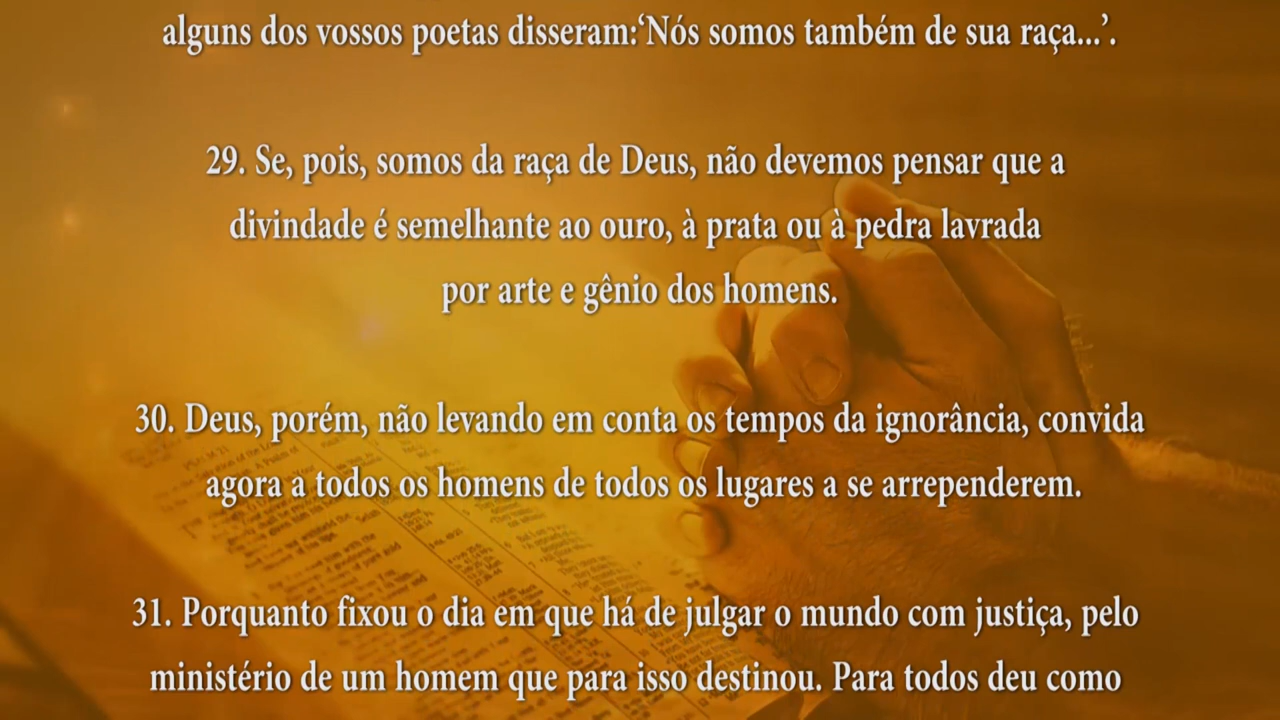 alguns dos vossos poetas disseram:‘Nós somos também de sua raça...’.
29. Se, pois, somos da raça de Deus, não devemos pensar que a
divindade é semelhante ao ouro, à prata ou à pedra lavrada
por arte e gênio dos homens.
30. Deus, porém, não levando em conta os tempos da ignorância, convida
agora a todos os homens de todos os lugares a se arrependerem.
31. Porquanto fixou o dia em que há de julgar o mundo com justiça, pelo
ministério de um homem que para isso destinou. Para todos deu como